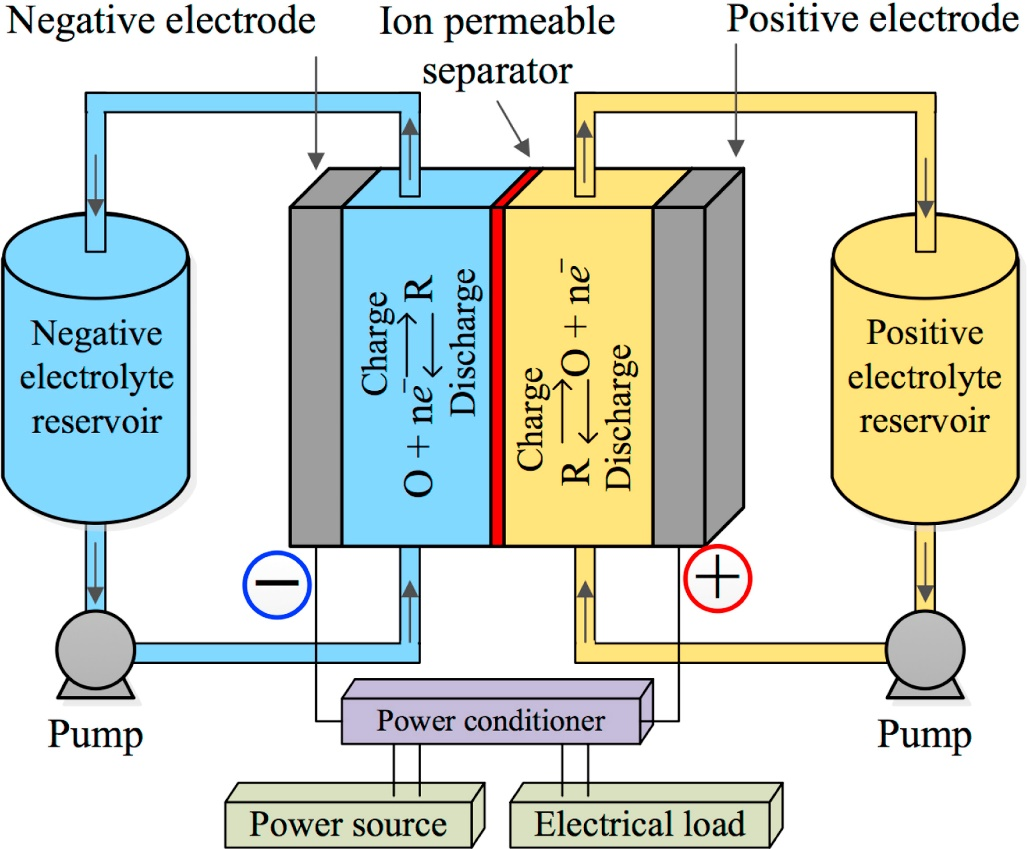 Negative electrode
Ion permeable
separator
Positive electrode
Negative
electrolyte
reservoir
Charge
O + ne⁻ ⇄ R
Discharge
Charge
R ⇄ O + ne⁻
Discharge
Positive
electrolyte
reservoir
−
+
Pump
Power conditioner
Pump
Power source
Electrical load